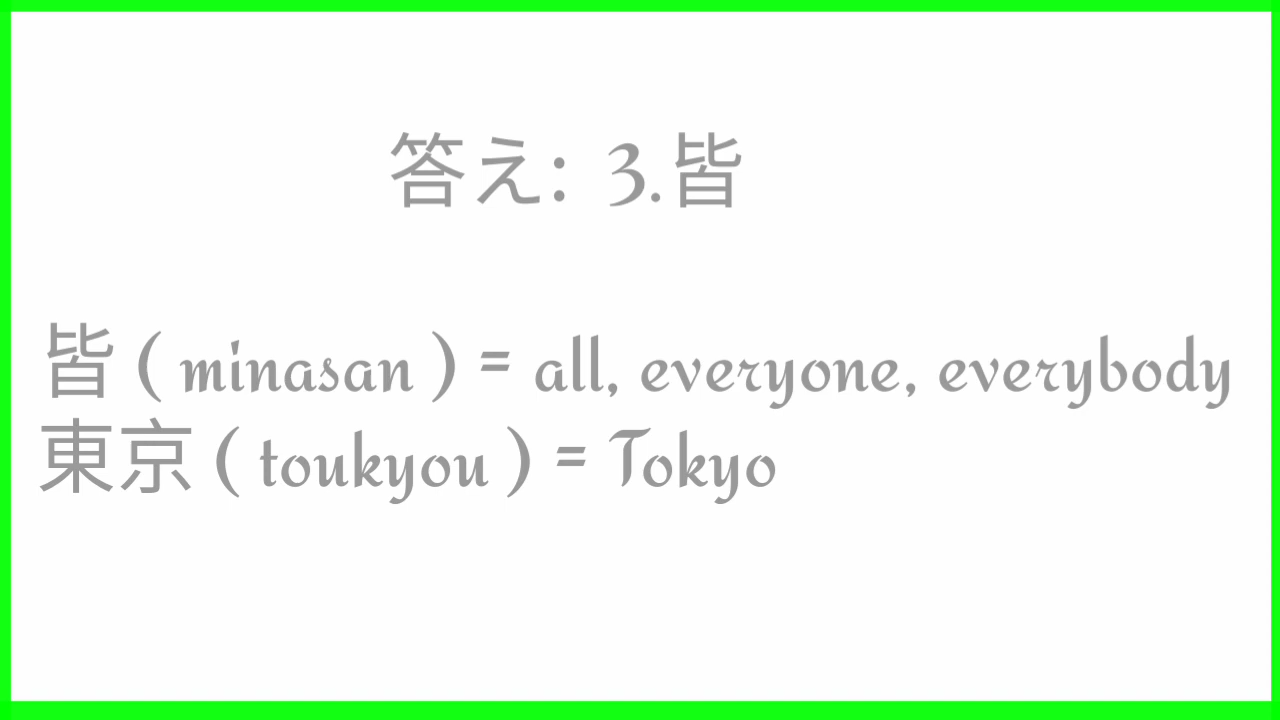 答え: 3.皆
皆 ( minasan ) = all, everyone, everybody
東京 ( toukyou ) = Tokyo